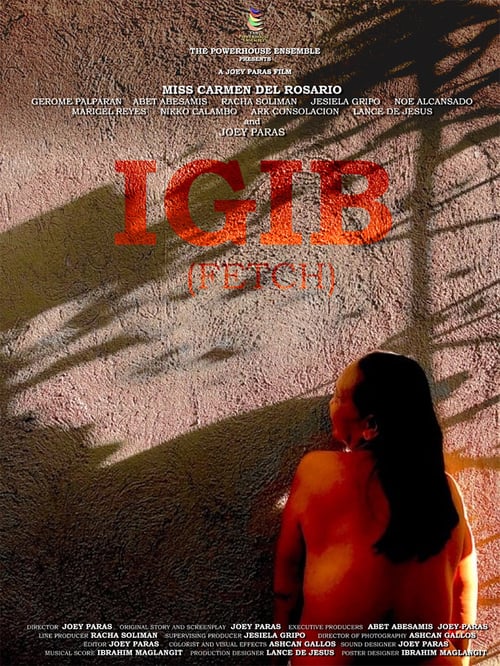 THE POWERHOUSE ENSEMBLE
PRESENTS
A JOEY PARAS FILM
MISS CARMEN DEL ROSARIO
GEROME PALPARAN ABET ABESAMIS RACHA SOLIMAN JESIELA GRIPO NOE ALCANSADO
MARIGEL REYES NIKKO CALAMBO ARK CONSOLACION LANCE DE JESUS
and
JOEY PARAS
IGIB
(FETCH)
DIRECTOR JOEY PARAS ORIGINAL STORY AND SCREENPLAY JOEY PARAS EXECUTIVE PRODUCERS ABET ABESAMIS JOEY PARAS
LINE PRODUCER RACHA SOLIMAN SUPERVISING PRODUCER JESIELA GRIPO DIRECTOR OF PHOTOGRAPHY ASHCAN GALLOS
EDITOR JOEY PARAS COLORIST AND VISUAL EFFECTS ASHCAN GALLOS SOUND DESIGNER JOEY PARAS
MUSICAL SCORE IBRAHIM MAGLANGIT PRODUCTION DESIGNER LANCE DE JESUS POSTER DESIGNER IBRAHIM MAGLANGIT